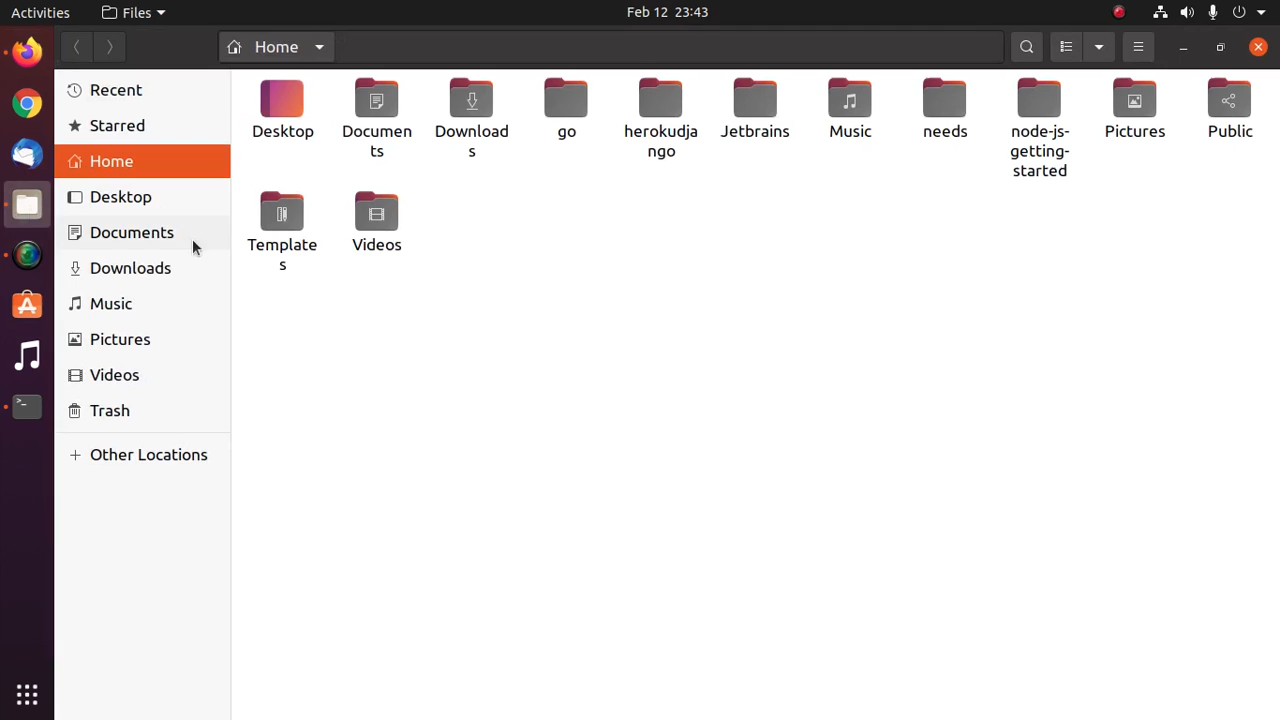 Activities Files Feb 12 23:43
Home
Recent
Starred
Home
Desktop
Documents
Downloads
Music
Pictures
Videos
Trash
Other Locations
Desktop
Documen
ts
Download
s
go
herokudja
ngo
Jetbrains
Music
needs
node-js-
getting-
started
Pictures
Public
Template
s
Videos